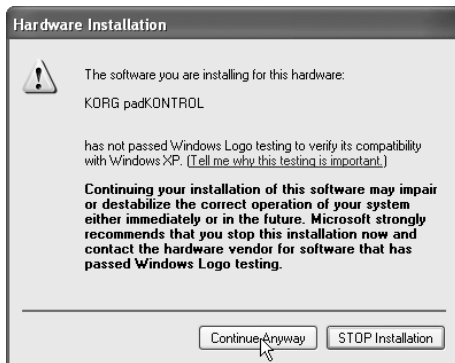 Hardware Installation
The software you are installing for this hardware:
KORG padKONTROL
has not passed Windows Logo testing to verify its compatibility
with Windows XP. (Tell me why this testing is important.)
Continuing your installation of this software may impair
or destabilize the correct operation of your system
either immediately or in the future. Microsoft strongly
recommends that you stop this installation now and
contact the hardware vendor for software that has
passed Windows Logo testing.
Continue Anyway STOP Installation